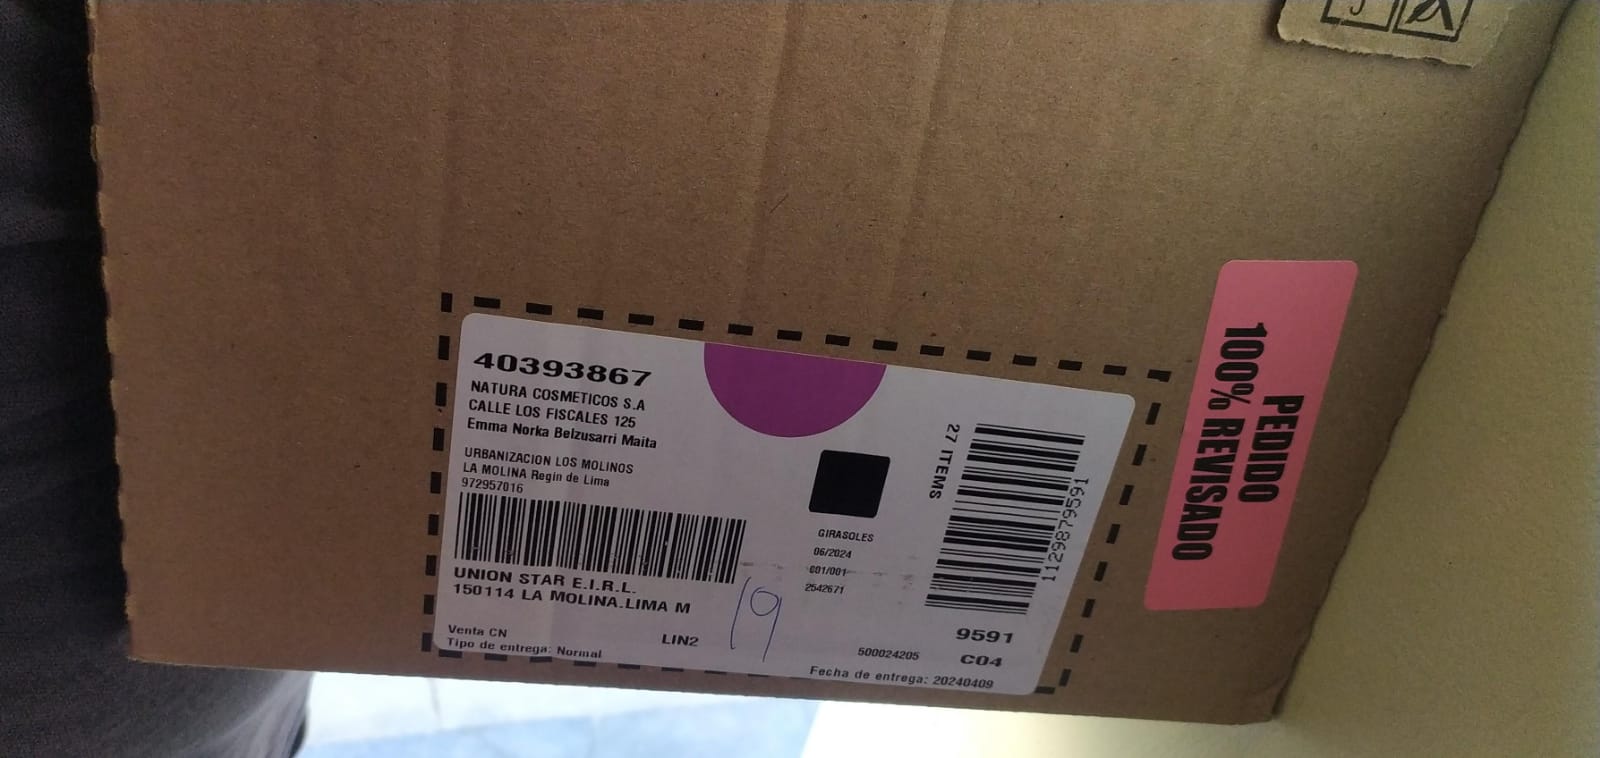 40393867
NATURA COSMETICOS S.A
CALLE LOS FISCALES 125
Emma Norka Belzusarri Maita
URBANIZACION LOS MOLINOS
LA MOLINA Regin de Lima
972957016
UNION STAR E.I.R.L.
150114 LA MOLINA.LIMA M
Venta CN
LIN2
Tipo de entrega: Normal
19
GIRASOLES
06/2024
001/001
2542671
27 ITEMS
1129879591
9591
500024205
C04
Fecha de entrega: 20240409
PEDIDO
100% REVISADO